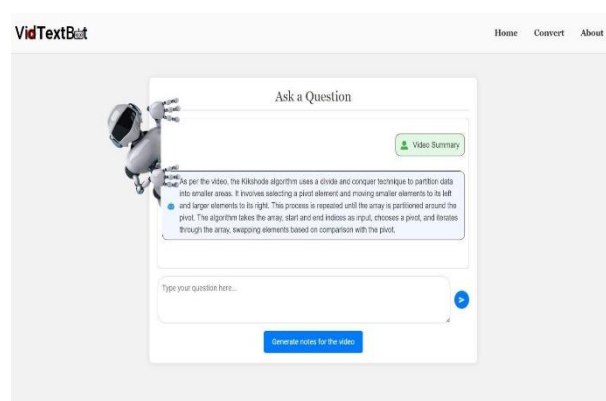 VidTextBot
Home Convert About
Ask a Question
Video Summary
As per the video, the Kikshode algorithm uses a divide and conquer technique to partition data
into smaller areas. It involves selecting a pivot element and moving smaller elements to its left
and larger elements to its right. This process is repeated until the array is partitioned around the
pivot. The algorithm takes the array, start and end indices as input, chooses a pivot, and iterates
through the array, swapping elements based on comparison with the pivot.
Type your question here...
Generate notes for the video